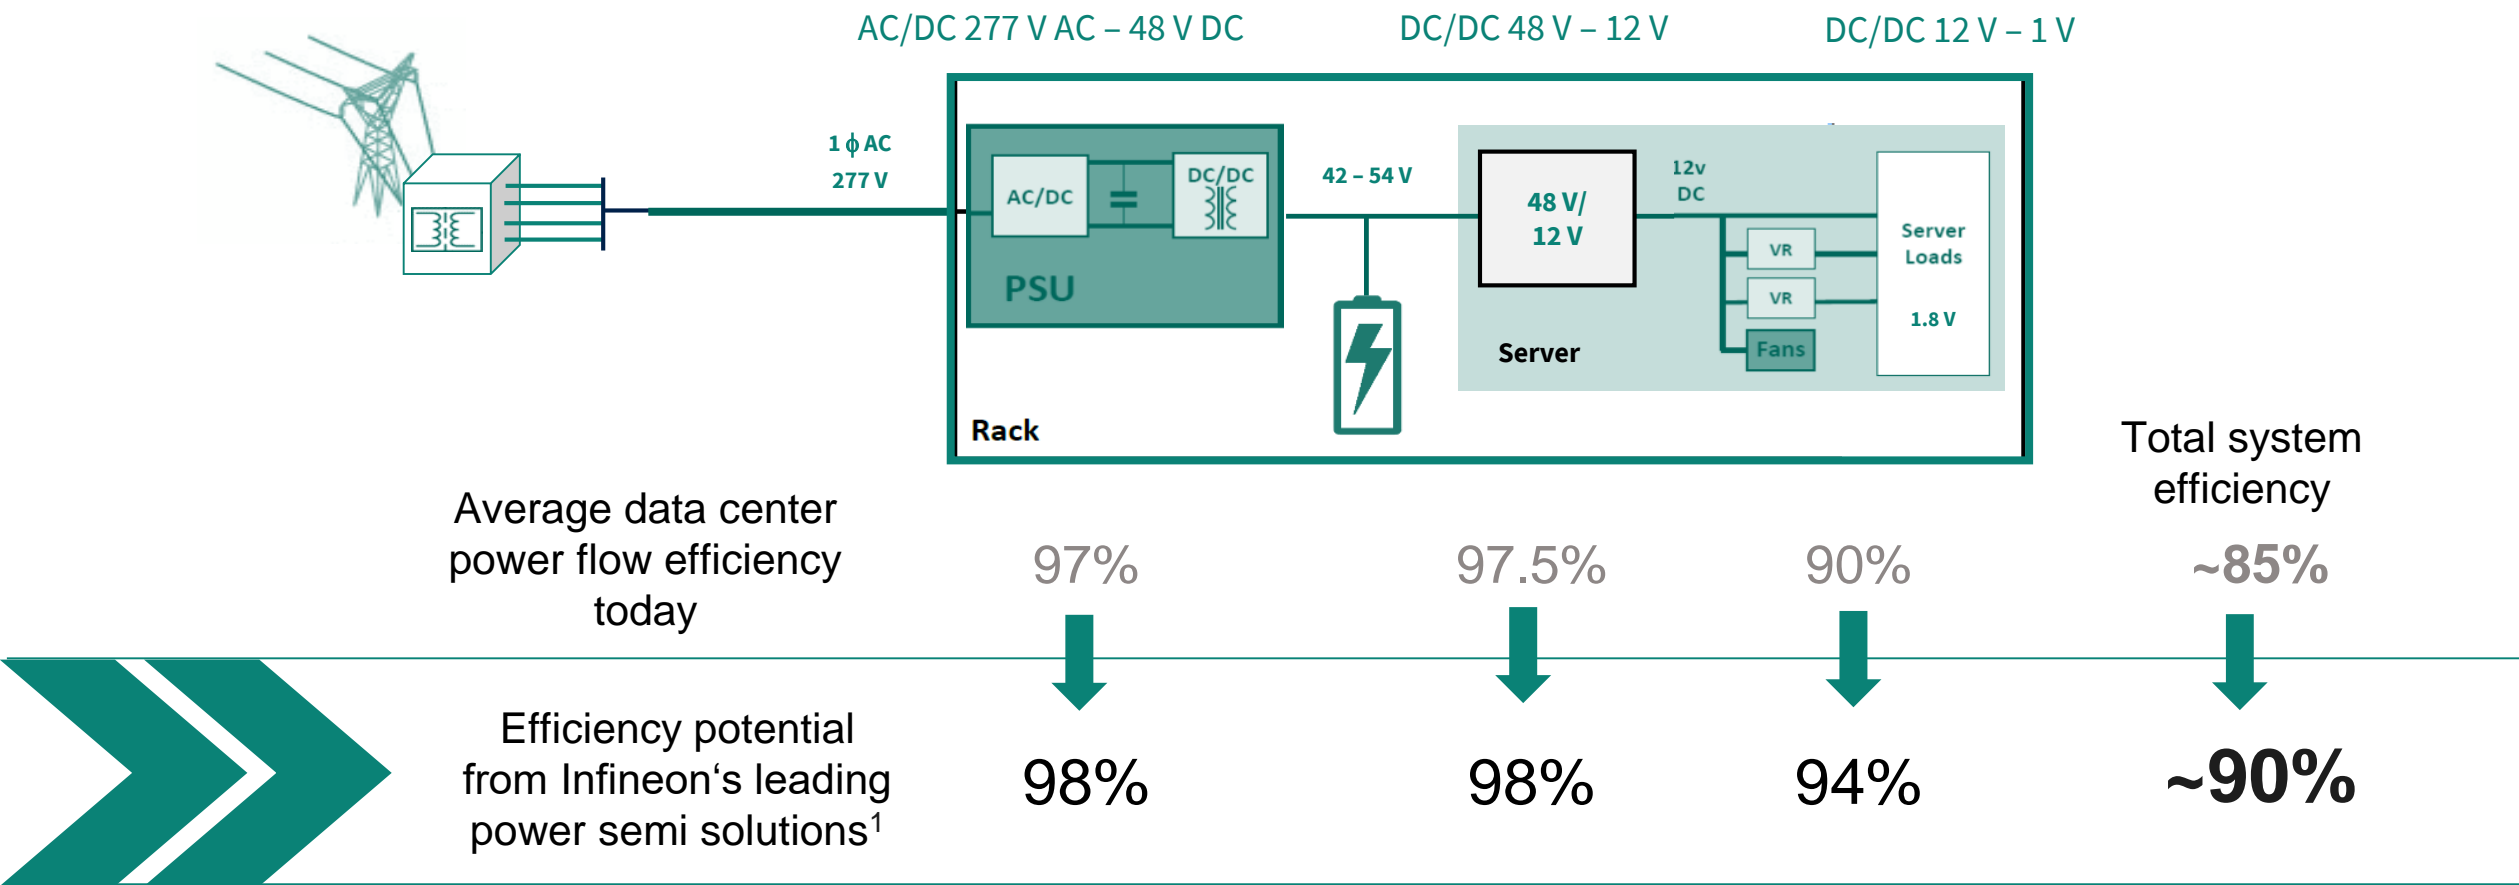 AC/DC 277 V AC – 48 V DC
DC/DC 48 V – 12 V
DC/DC 12 V – 1 V
1 ϕ AC
277 V
AC/DC
DC/DC
PSU
42 – 54 V
48 V/
12 V
12v
DC
VR
VR
Fans
Server
Loads
1.8 V
Server
Rack
Total system
efficiency
Average data center
power flow efficiency
today
97%
97.5%
90%
~85%
Efficiency potential
from Infineon‘s leading
power semi solutions¹
98%
98%
94%
~90%